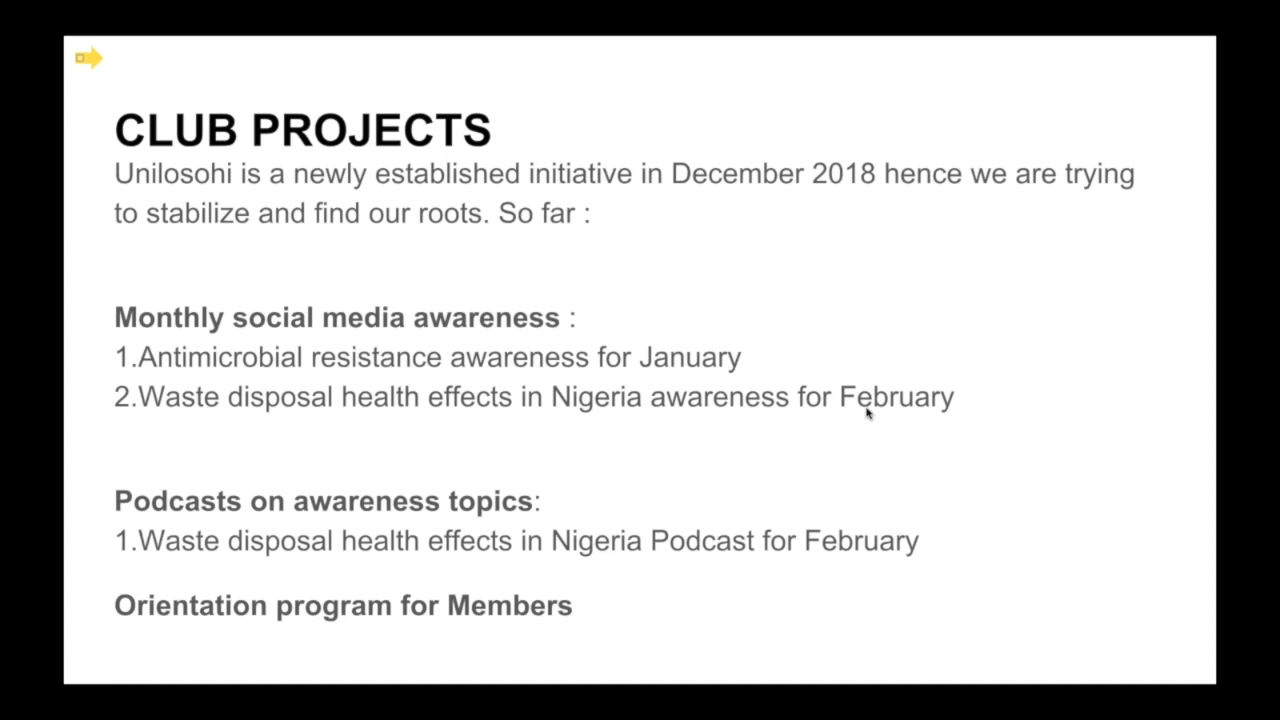 CLUB PROJECTS
Unilosohi is a newly established initiative in December 2018 hence we are trying
to stabilize and find our roots. So far :
Monthly social media awareness :
1.Antimicrobial resistance awareness for January
2.Waste disposal health effects in Nigeria awareness for February
Podcasts on awareness topics:
1.Waste disposal health effects in Nigeria Podcast for February
Orientation program for Members